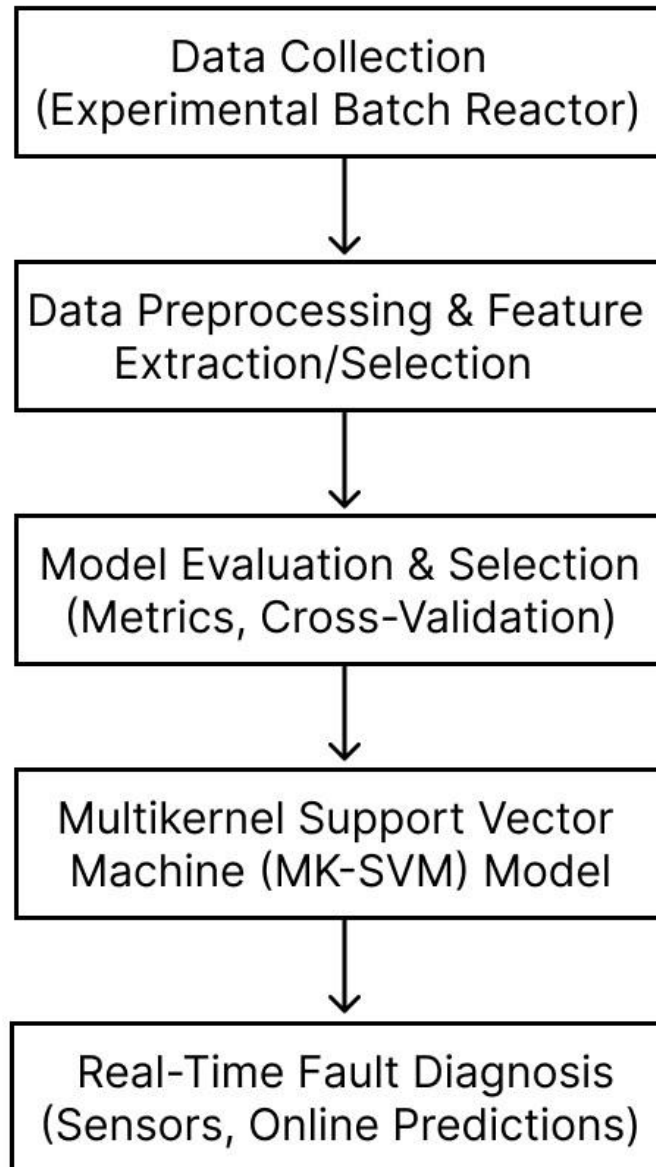 Data Collection
(Experimental Batch Reactor)
Data Preprocessing & Feature
Extraction/Selection
Model Evaluation & Selection
(Metrics, Cross-Validation)
Multikernel Support Vector
Machine (MK-SVM) Model
Real-Time Fault Diagnosis
(Sensors, Online Predictions)